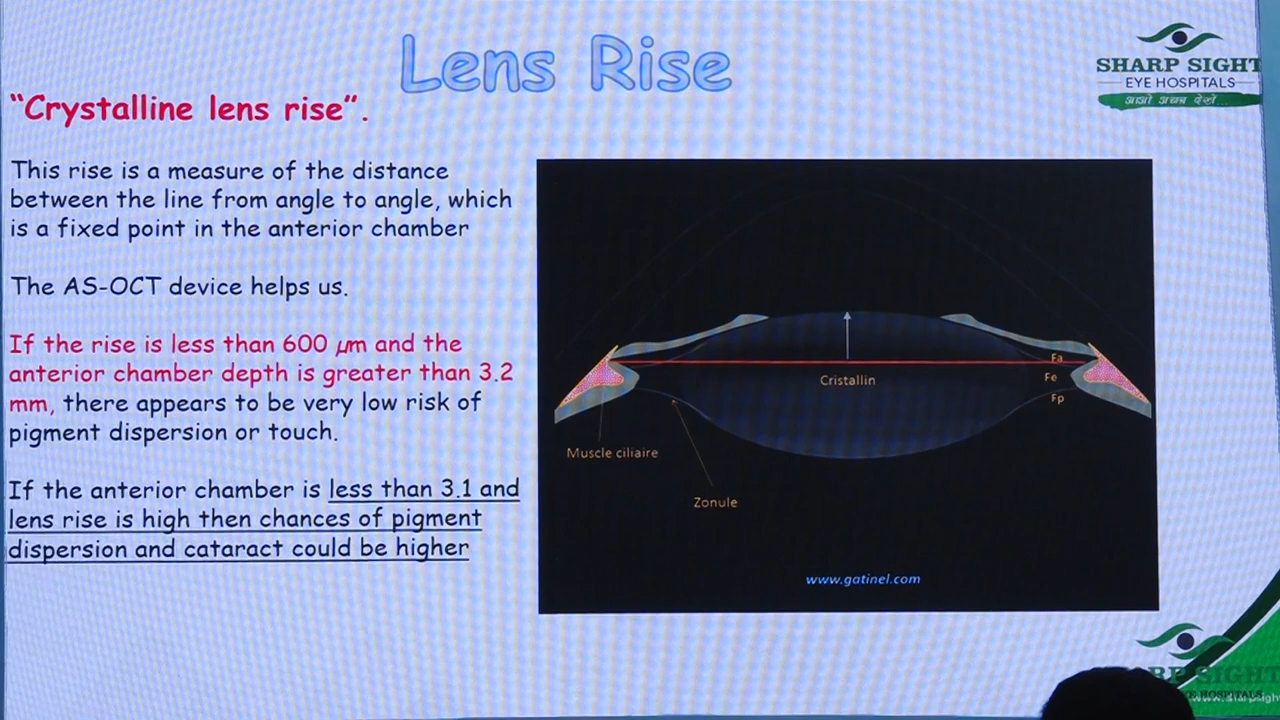 Lens Rise
SHARP SIGHT
EYE HOSPITALS
"Crystalline lens rise".
This rise is a measure of the distance
between the line from angle to angle, which
is a fixed point in the anterior chamber
The AS-OCT device helps us.
If the rise is less than 600 μm and the
anterior chamber depth is greater than 3.2
mm, there appears to be very low risk of
pigment dispersion or touch.
If the anterior chamber is less than 3.1 and
lens rise is high then chances of pigment
dispersion and cataract could be higher
Fa
Cristallin
Fe
Fp
Muscle ciliaire
Zonule
www.gatinel.com
SIGHT
HOSPITALS